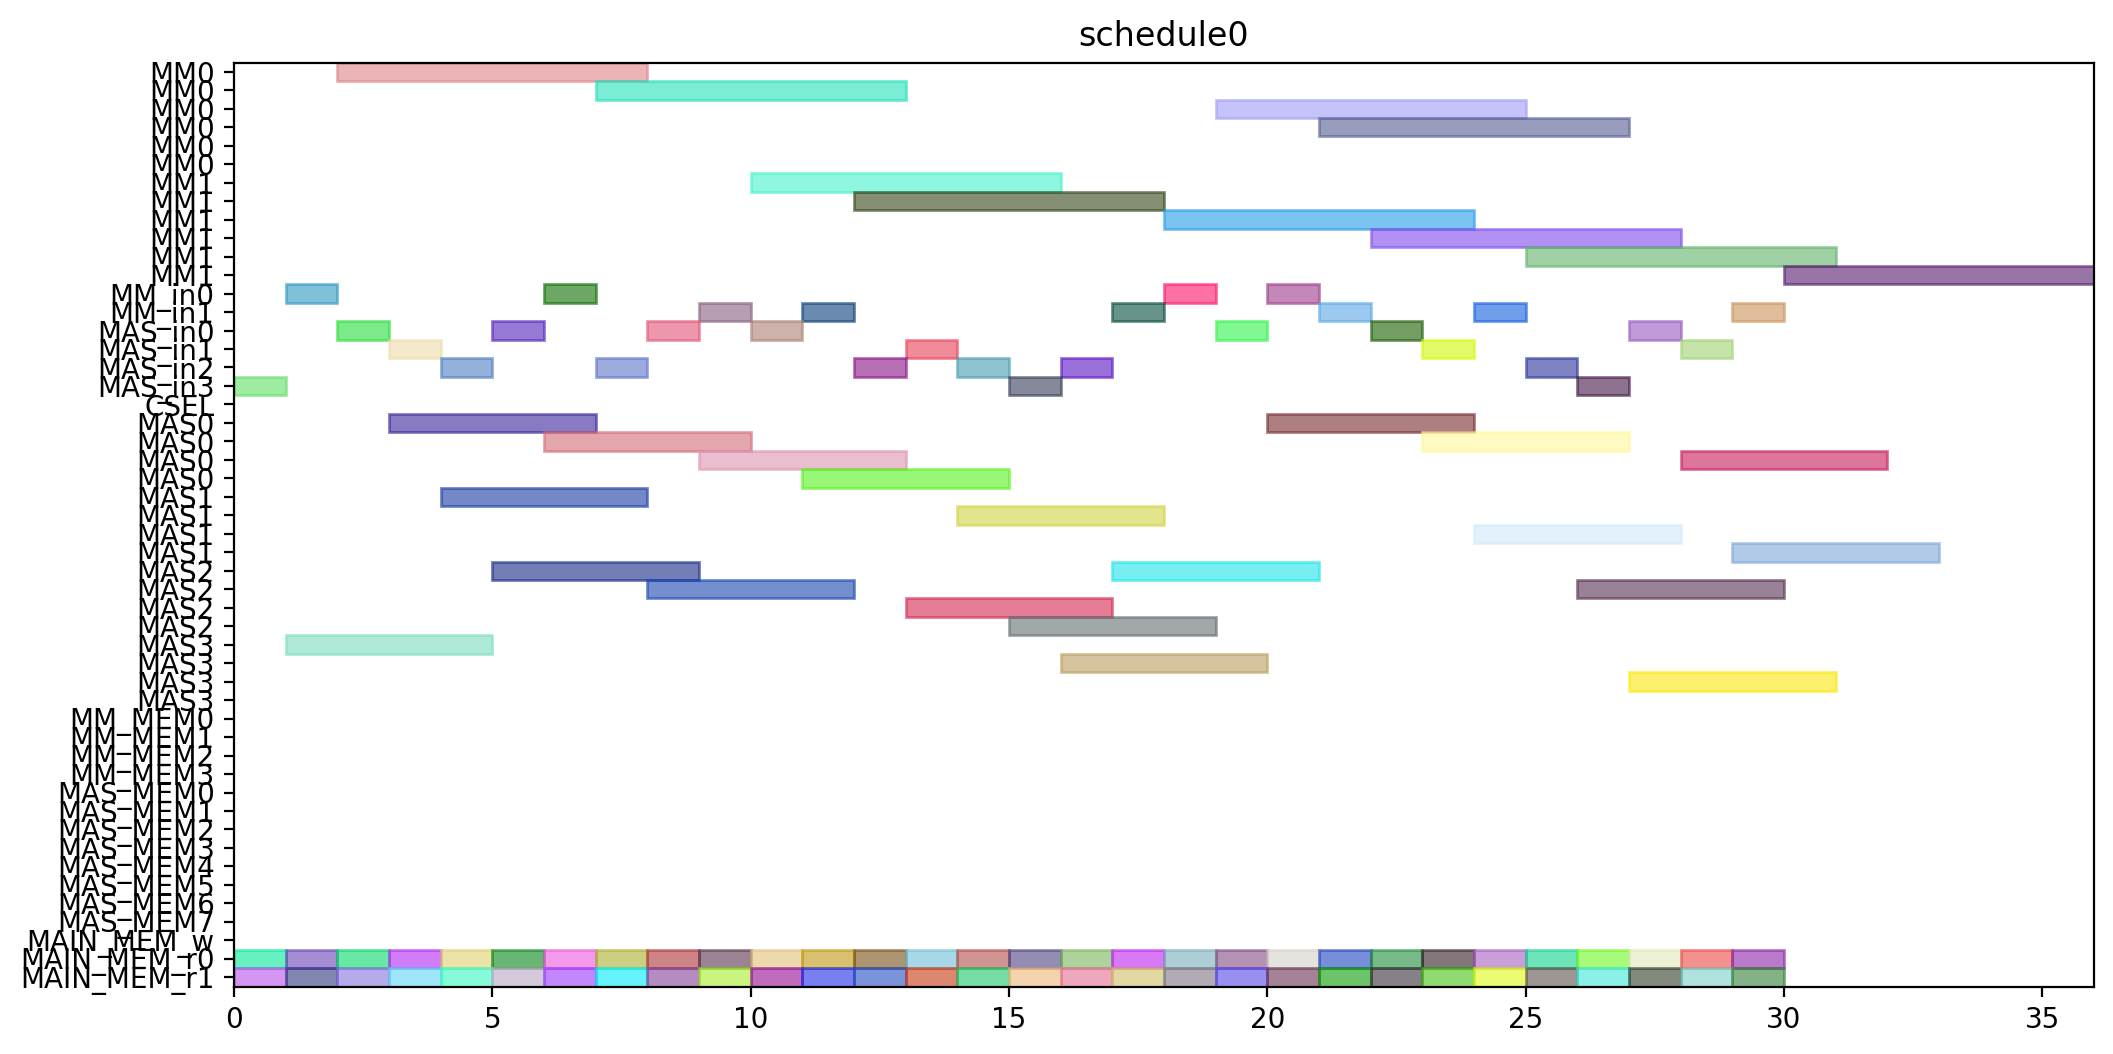 schedule0
MM0
MM0
MM0
MM0
MM0
MM0
MM1
MM1
MM1
MM1
MM1
MM1
MM_in0
MM_in1
MAS_in0
MAS_in1
MAS_in2
MAS_in3
CSEL
MAS0
MAS0
MAS0
MAS0
MAS1
MAS1
MAS1
MAS1
MAS2
MAS2
MAS2
MAS2
MAS3
MAS3
MAS3
MAS3
MM_MEM0
MM_MEM1
MM_MEM2
MM_MEM3
MAS_MEM0
MAS_MEM1
MAS_MEM2
MAS_MEM3
MAS_MEM4
MAS_MEM5
MAS_MEM6
MAS_MEM7
MAIN_MEM_w
MAIN_MEM_r0
MAIN_MEM_r1
0 5 10 15 20 25 30 35